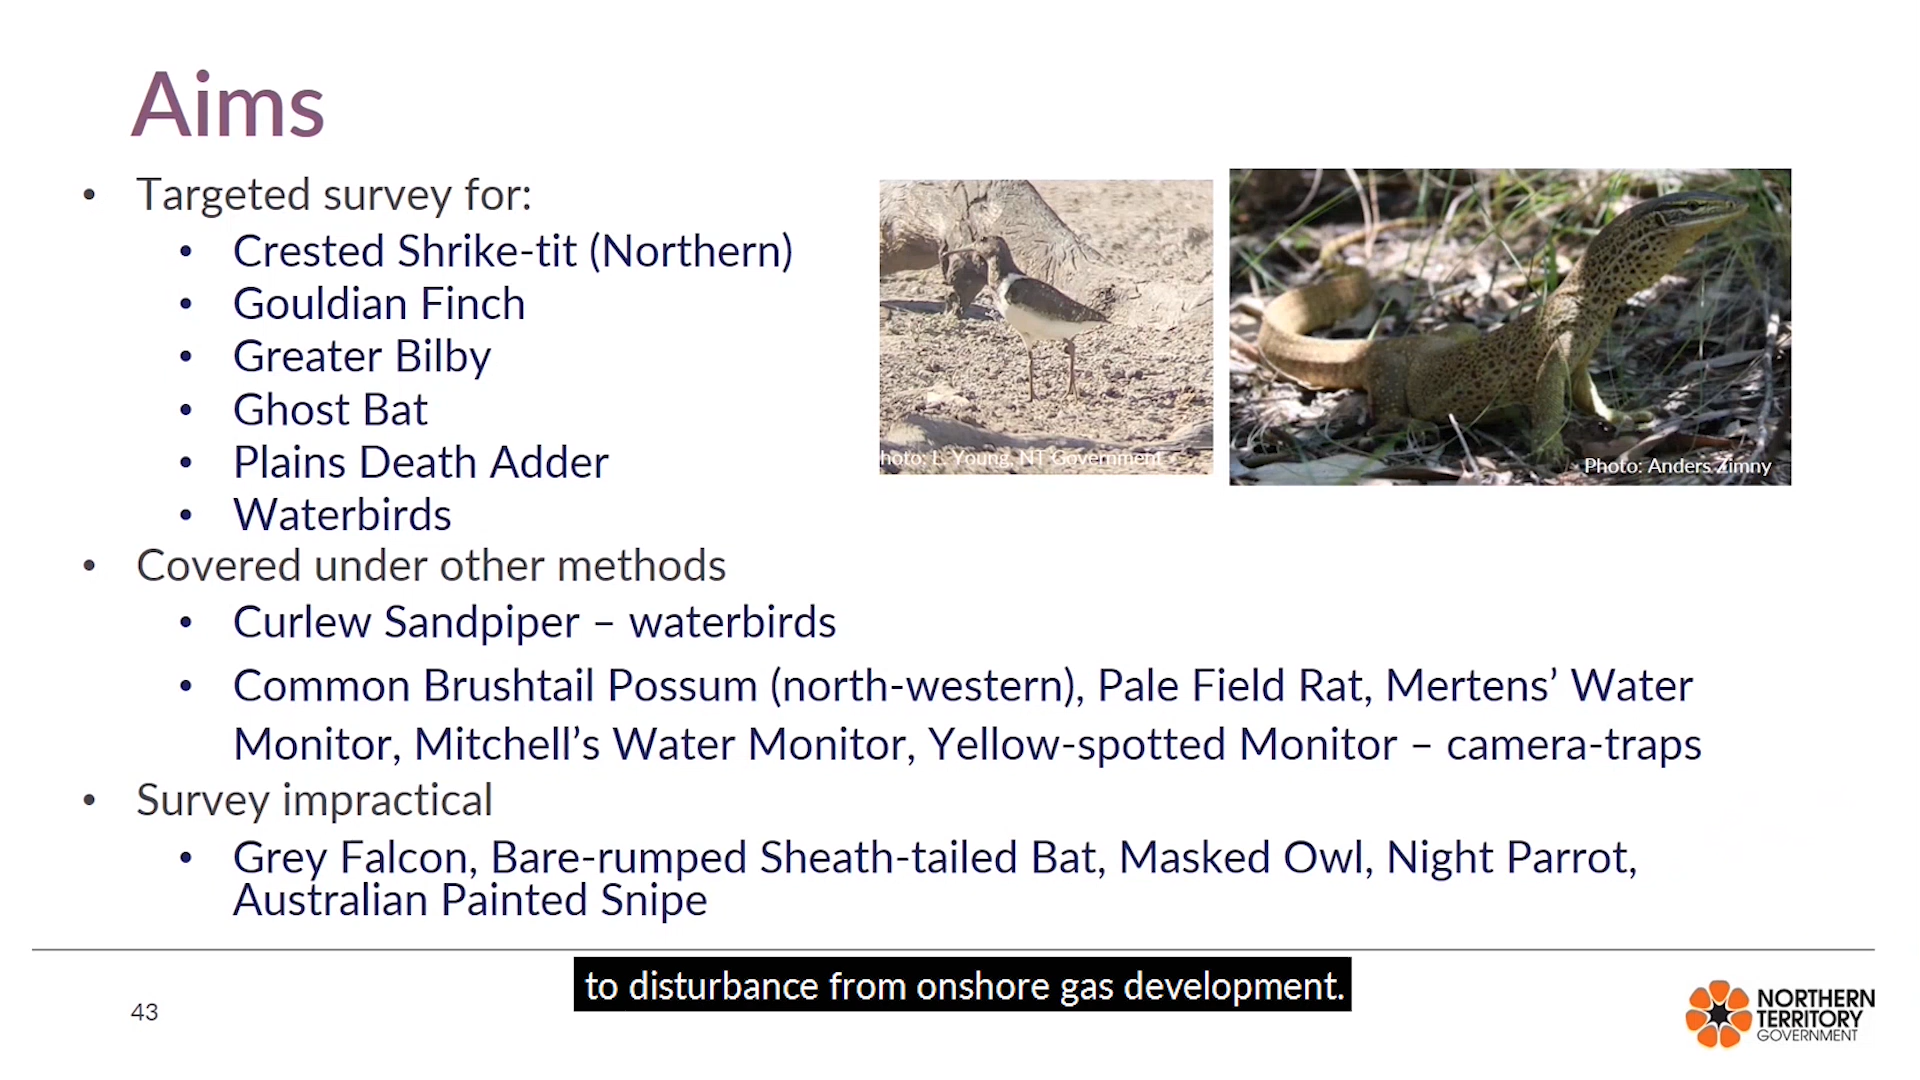 Aims
• Targeted survey for:
• Crested Shrike-tit (Northern)
• Gouldian Finch
• Greater Bilby
• Ghost Bat
• Plains Death Adder
• Waterbirds
hoto: L. Young, NT Government
Photo: Anders Zimny
• Covered under other methods
• Curlew Sandpiper – waterbirds
• Common Brushtail Possum (north-western), Pale Field Rat, Mertens’ Water
Monitor, Mitchell’s Water Monitor, Yellow-spotted Monitor – camera-traps
• Survey impractical
• Grey Falcon, Bare-rumped Sheath-tailed Bat, Masked Owl, Night Parrot,
Australian Painted Snipe
to disturbance from onshore gas development.
43
NORTHERN
TERRITORY
GOVERNMENT